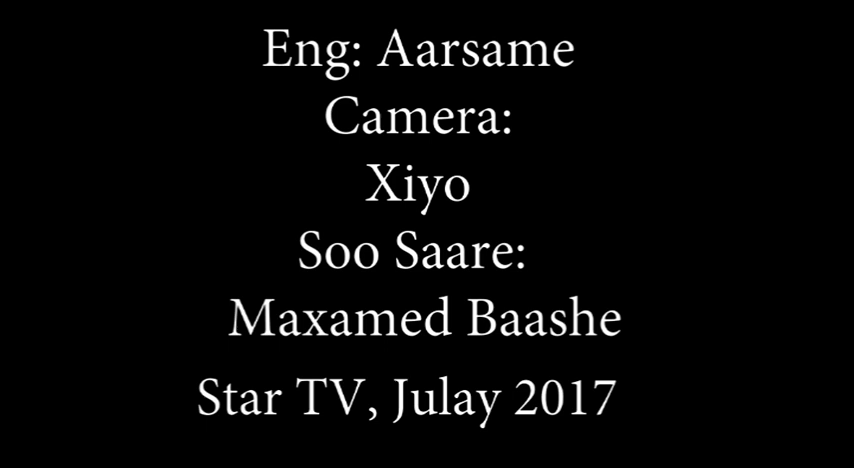 Eng: Aarsame
Camera:
Xiyo
Soo Saare:
Maxamed Baashe
Star TV, Julay 2017